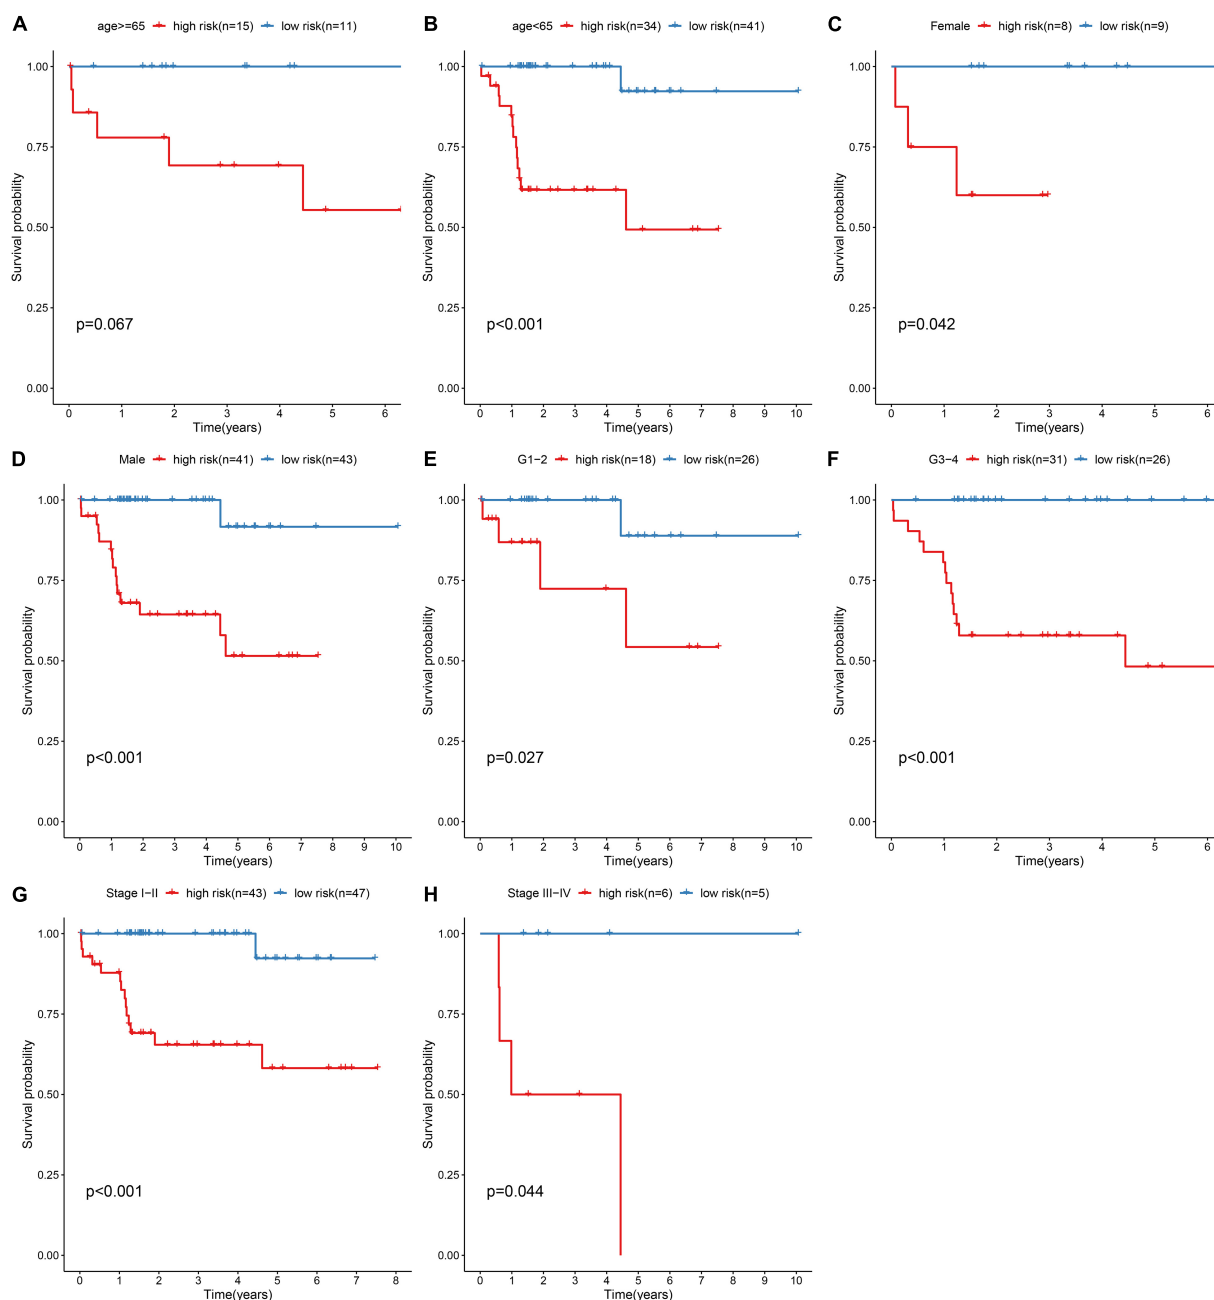 A age>=65 high risk(n=15) low risk(n=11)
1.00
0.75
0.50
0.25
0.00
Survival probability
p=0.067
0 1 2 3 4 5 6
Time(years)
B age<65 high risk(n=34) low risk(n=41)
1.00
0.75
0.50
0.25
0.00
Survival probability
p<0.001
0 1 2 3 4 5 6 7 8 9 10
Time(years)
C Female high risk(n=8) low risk(n=9)
1.00
0.75
0.50
0.25
0.00
Survival probability
p=0.042
0 1 2 3 4 5 6
Time(years)
D Male high risk(n=41) low risk(n=43)
1.00
0.75
0.50
0.25
0.00
Survival probability
p<0.001
0 1 2 3 4 5 6 7 8 9 10
Time(years)
E G1−2 high risk(n=18) low risk(n=26)
1.00
0.75
0.50
0.25
0.00
Survival probability
p=0.027
0 1 2 3 4 5 6 7 8 9 10
Time(years)
F G3−4 high risk(n=31) low risk(n=26)
1.00
0.75
0.50
0.25
0.00
Survival probability
p<0.001
0 1 2 3 4 5 6
Time(years)
G Stage I−II high risk(n=43) low risk(n=47)
1.00
0.75
0.50
0.25
0.00
Survival probability
p<0.001
0 1 2 3 4 5 6 7 8
Time(years)
H Stage III−IV high risk(n=6) low risk(n=5)
1.00
0.75
0.50
0.25
0.00
Survival probability
p=0.044
0 1 2 3 4 5 6 7 8 9 10
Time(years)